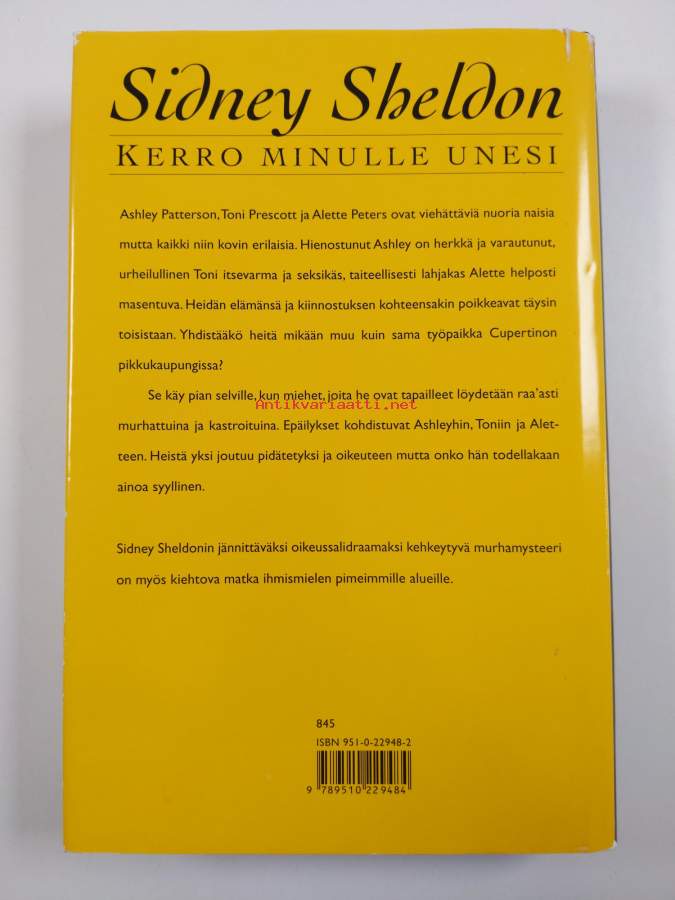 Sidney Sheldon
KERRO MINULLE UNESI
Ashley Patterson, Toni Prescott ja Alette Peters ovat viehättäviä nuoria naisia
mutta kaikki niin kovin erilaisia. Hienostunut Ashley on herkkä ja varautunut,
urheilullinen Toni itsevarma ja seksikäs, taiteellisesti lahjakas Alette helposti
masentuva. Heidän elämänsä ja kiinnostuksen kohteensakin poikkeavat täysin
toisistaan. Yhdistääkö heitä mikään muu kuin sama työpaikka Cupertinon
pikkukaupungissa?
Se käy pian selville, kun miehet, joita he ovat tapailleet löydetään raa'asti
Antikvariaatti.net
murhattuina ja kastroituina. Epäilykset kohdistuvat Ashleyhin, Toniin ja Alet-
teen. Heistä yksi joutuu pidätetyksi ja oikeuteen mutta onko hän todellakaan
ainoa syyllinen.
Sidney Sheldonin jännittäväksi oikeussalidraamaksi kehkeytyvä murhamysteeri
on myös kiehtova matka ihmismielen pimeimmille alueille.
845
ISBN 951-0-22948-2
9 789510 229484